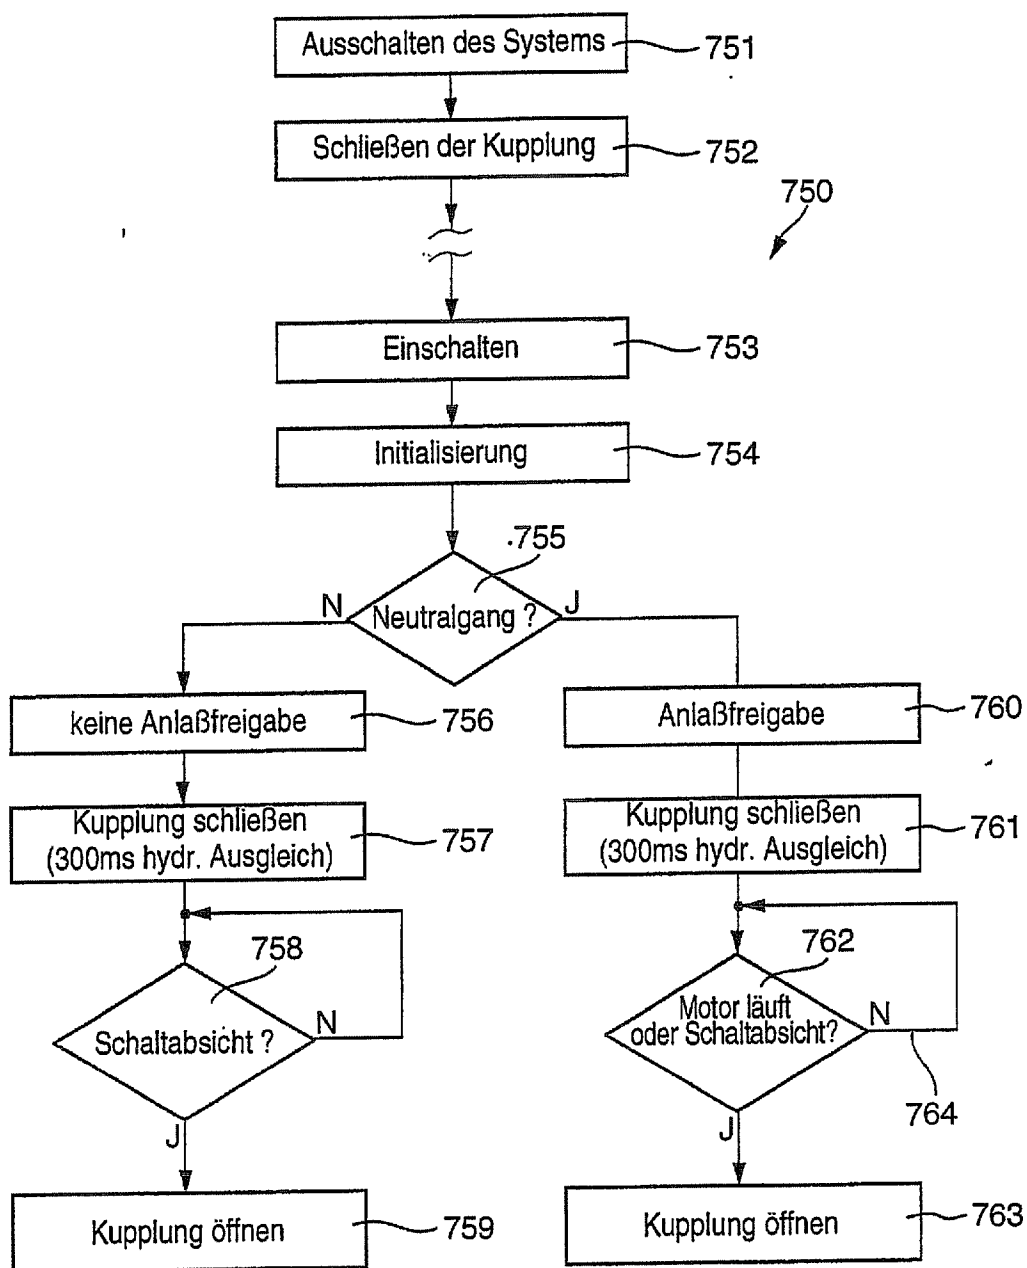 Ausschalten des Systems
751
Schließen der Kupplung
752
750
Einschalten
753
Initialisierung
754
755
N
Neutralgang ?
J
keine Anlaßfreigabe
756
Anlaßfreigabe
760
Kupplung schließen
(300ms hydr. Ausgleich)
757
Kupplung schließen
(300ms hydr. Ausgleich)
761
758
Schaltabsicht ?
N
J
762
Motor läuft
oder Schaltabsicht?
N
764
J
Kupplung öffnen
759
Kupplung öffnen
763